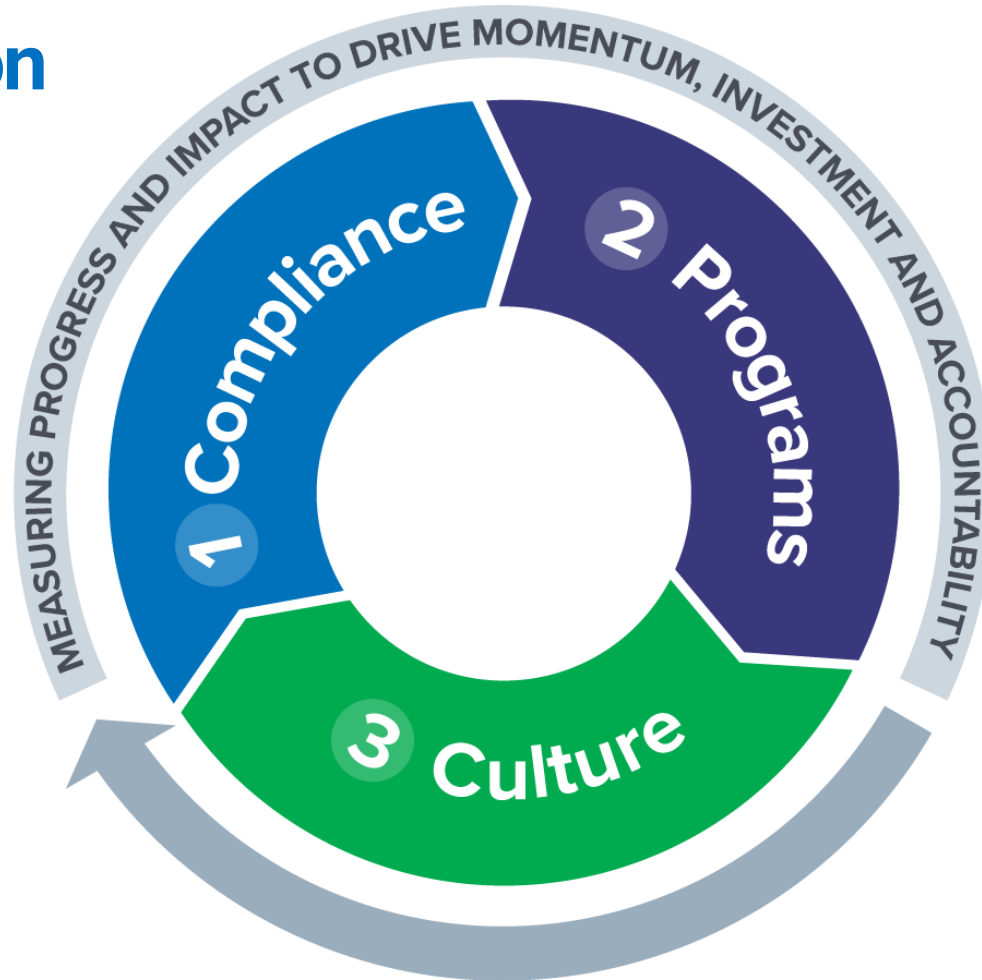 on
MEASURING PROGRESS AND IMPACT TO DRIVE MOMENTUM, INVESTMENT AND ACCOUNTABILITY
1 Compliance
2 Programs
3 Culture